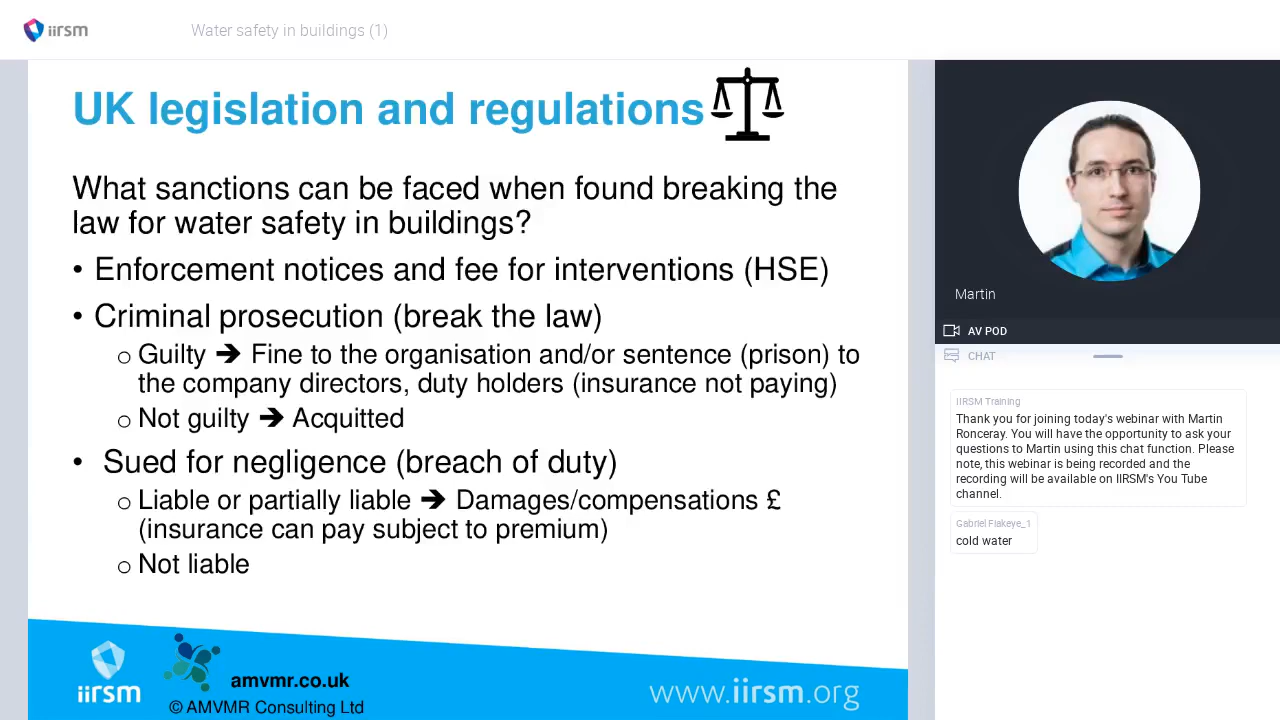 iirsm
Water safety in buildings (1)
UK legislation and regulations
What sanctions can be faced when found breaking the
law for water safety in buildings?
• Enforcement notices and fee for interventions (HSE)
• Criminal prosecution (break the law)
o Guilty ➔ Fine to the organisation and/or sentence (prison) to
the company directors, duty holders (insurance not paying)
o Not guilty ➔ Acquitted
• Sued for negligence (breach of duty)
o Liable or partially liable ➔ Damages/compensations £
(insurance can pay subject to premium)
o Not liable
iirsm
amvmr.co.uk
© AMVMR Consulting Ltd
www.iirsm.org
Martin
AV POD
CHAT
IIRSM Training
Thank you for joining today's webinar with Martin
Ronceray. You will have the opportunity to ask your
questions to Martin using this chat function. Please
note, this webinar is being recorded and the
recording will be available on IIRSM's You Tube
channel.
Gabriel Flakeye_1
cold water